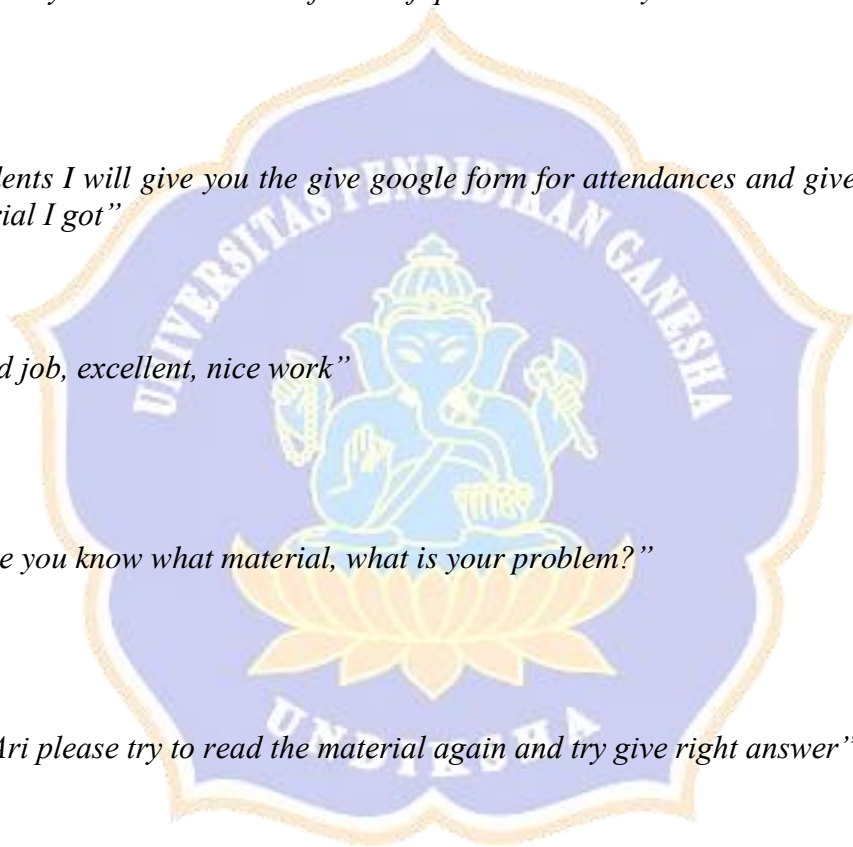 dents I will give you the give google form for attendances and give
rial I got”
d job, excellent, nice work”
e you know what material, what is your problem?”
Ari please try to read the material again and try give right answer”
UNIVERSITAS PENDIDIKAN GANESHA
UNDIKSHA